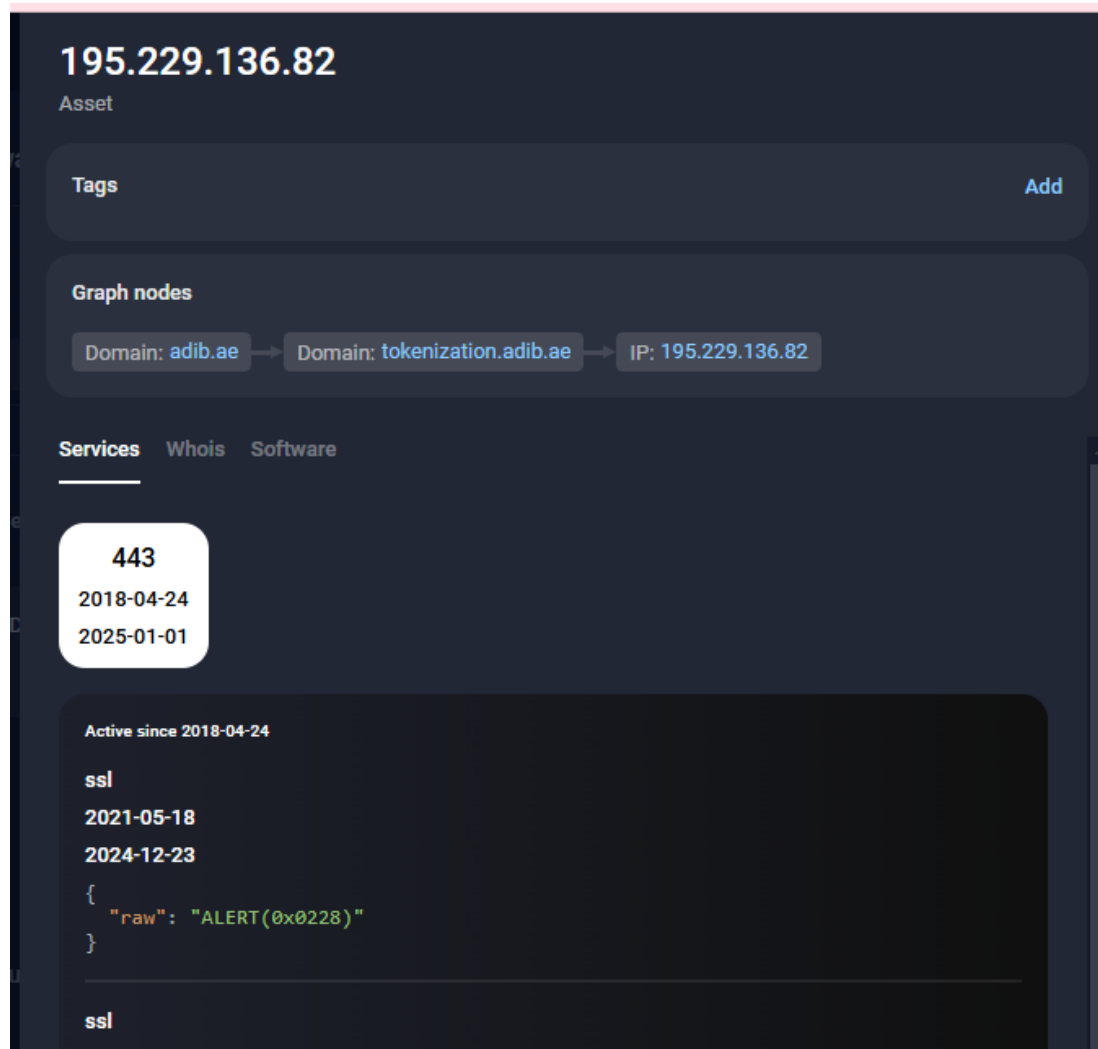 195.229.136.82
Asset
Tags Add
Graph nodes
Domain: adib.ae Domain: tokenization.adib.ae IP: 195.229.136.82
Services Whois Software
443
2018-04-24
2025-01-01
Active since 2018-04-24
ssl
2021-05-18
2024-12-23
{
"raw": "ALERT(0x0228)"
}
ssl